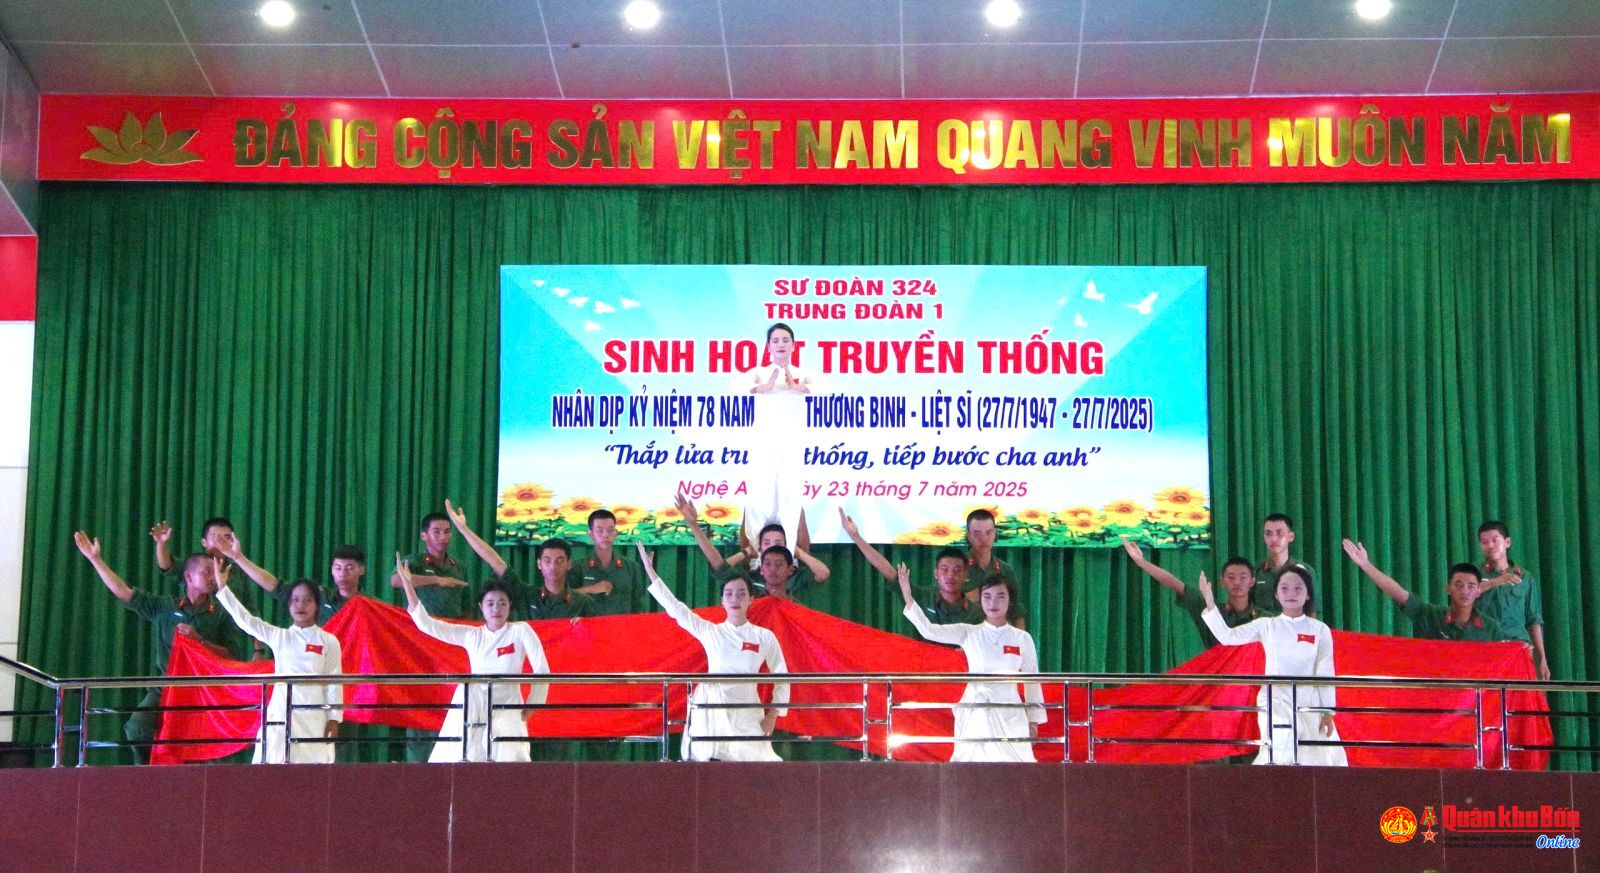 ĐẢNG CỘNG SẢN VIỆT NAM QUANG VINH MUÔN NĂM
SƯ ĐOÀN 324
TRUNG ĐOÀN 1
SINH HOẠT TRUYỀN THỐNG
NHÂN DỊP KỶ NIỆM 78 NĂM THƯƠNG BINH - LIỆT SĨ (27/7/1947 - 27/7/2025)
“Thắp lửa thống, tiếp bước cha anh”
Nghệ 23 tháng 7 năm 2025
Quân khu Bốn
Online